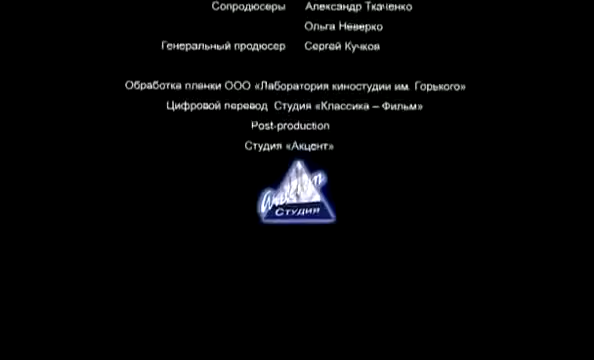 Сопродюсеры Александр Ткаченко
Ольга Неверко
Генеральный продюсер Сергей Кучков
Обработка пленки ООО «Лаборатория киностудии им. Горького»
Цифровой перевод Студия «Классика – Фильм»
Post-production
Студия «Акцент»
Студия